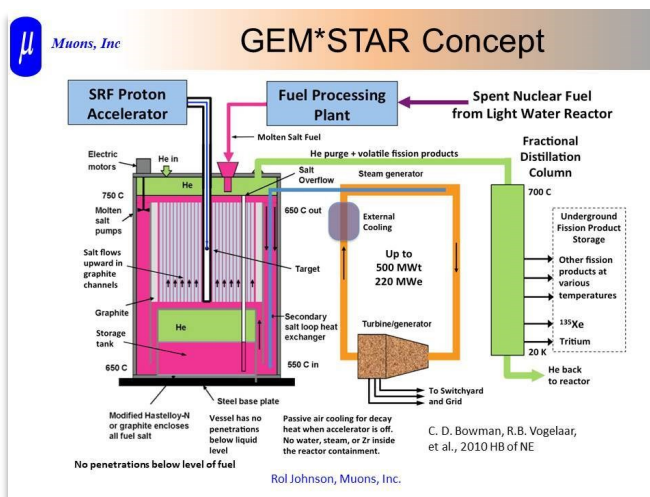 μ
Muons, Inc
GEM*STAR Concept
SRF Proton
Accelerator
Fuel Processing
Plant
Spent Nuclear Fuel
from Light Water Reactor
Molten Salt Fuel
Fractional
Distillation
Column
Electric
motors
He in
He purge + volatile fission products
He
Salt
Overflow
Steam generator
750 C
650 C out
700 C
Molten
salt
pumps
External
Cooling
Underground
Fission Product
Storage
Salt flows
upward in
graphite
channels
Target
Up to
500 MWt
220 MWe
Other fission
products at
various
temperatures
Graphite
He
Secondary
salt loop heat
exchanger
Turbine/generator
135Xe
Storage
tank
Tritium
650 C
550 C in
20 K
Steel base plate
To Switchyard
and Grid
He back
to reactor
Modified Hastelloy-N
or graphite encloses
all fuel salt
Vessel has no
penetrations
below liquid
level
Passive air cooling for decay
heat when accelerator is off.
No water, steam, or Zr inside
the reactor containment.
C. D. Bowman, R.B. Vogelaar,
et al., 2010 HB of NE
No penetrations below level of fuel
Rol Johnson, Muons, Inc.